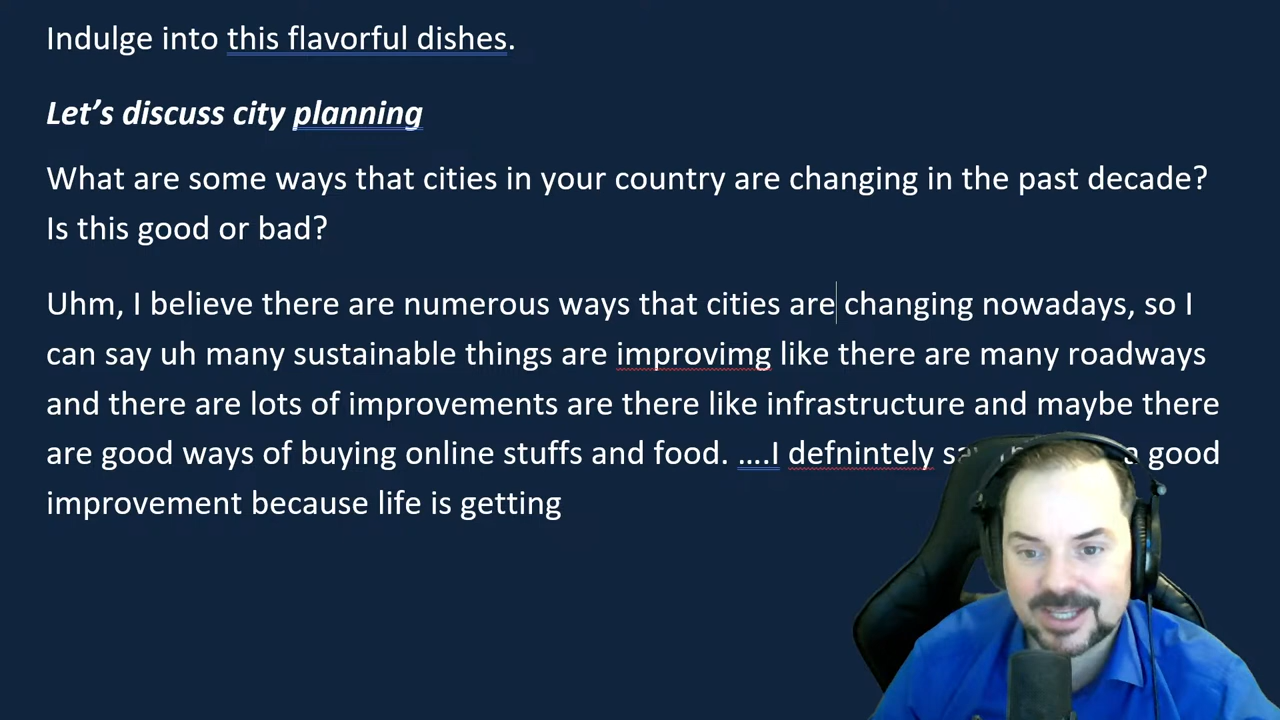 Indulge into this flavorful dishes.
Let's discuss city planning
What are some ways that cities in your country are changing in the past decade?
Is this good or bad?
Uhm, I believe there are numerous ways that cities are changing nowadays, so I
can say uh many sustainable things are improvimg like there are many roadways
and there are lots of improvements are there like infrastructure and maybe there
are good ways of buying online stuffs and food. ....I defnintely good
improvement because life is getting